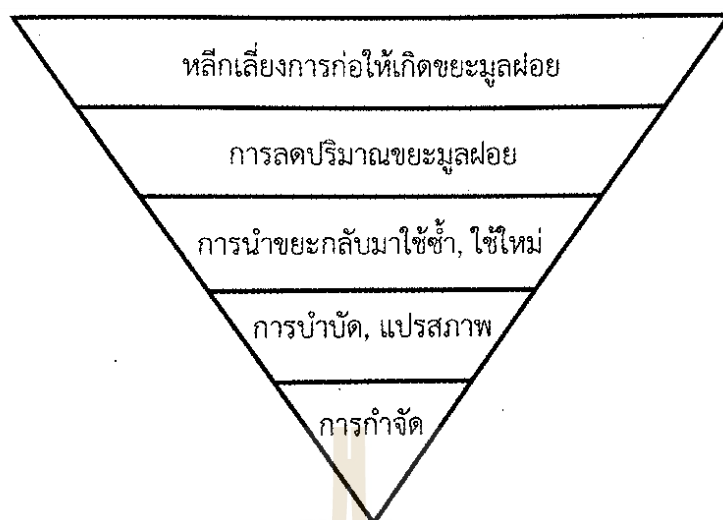 หลีกเลี่ยงการก่อให้เกิดขยะมูลฝอย
การลดปริมาณขยะมูลฝอย
การนำขยะกลับมาใช้ซ้ำ, ใช้ใหม่
การบำบัด, แปรสภาพ
การกำจัด